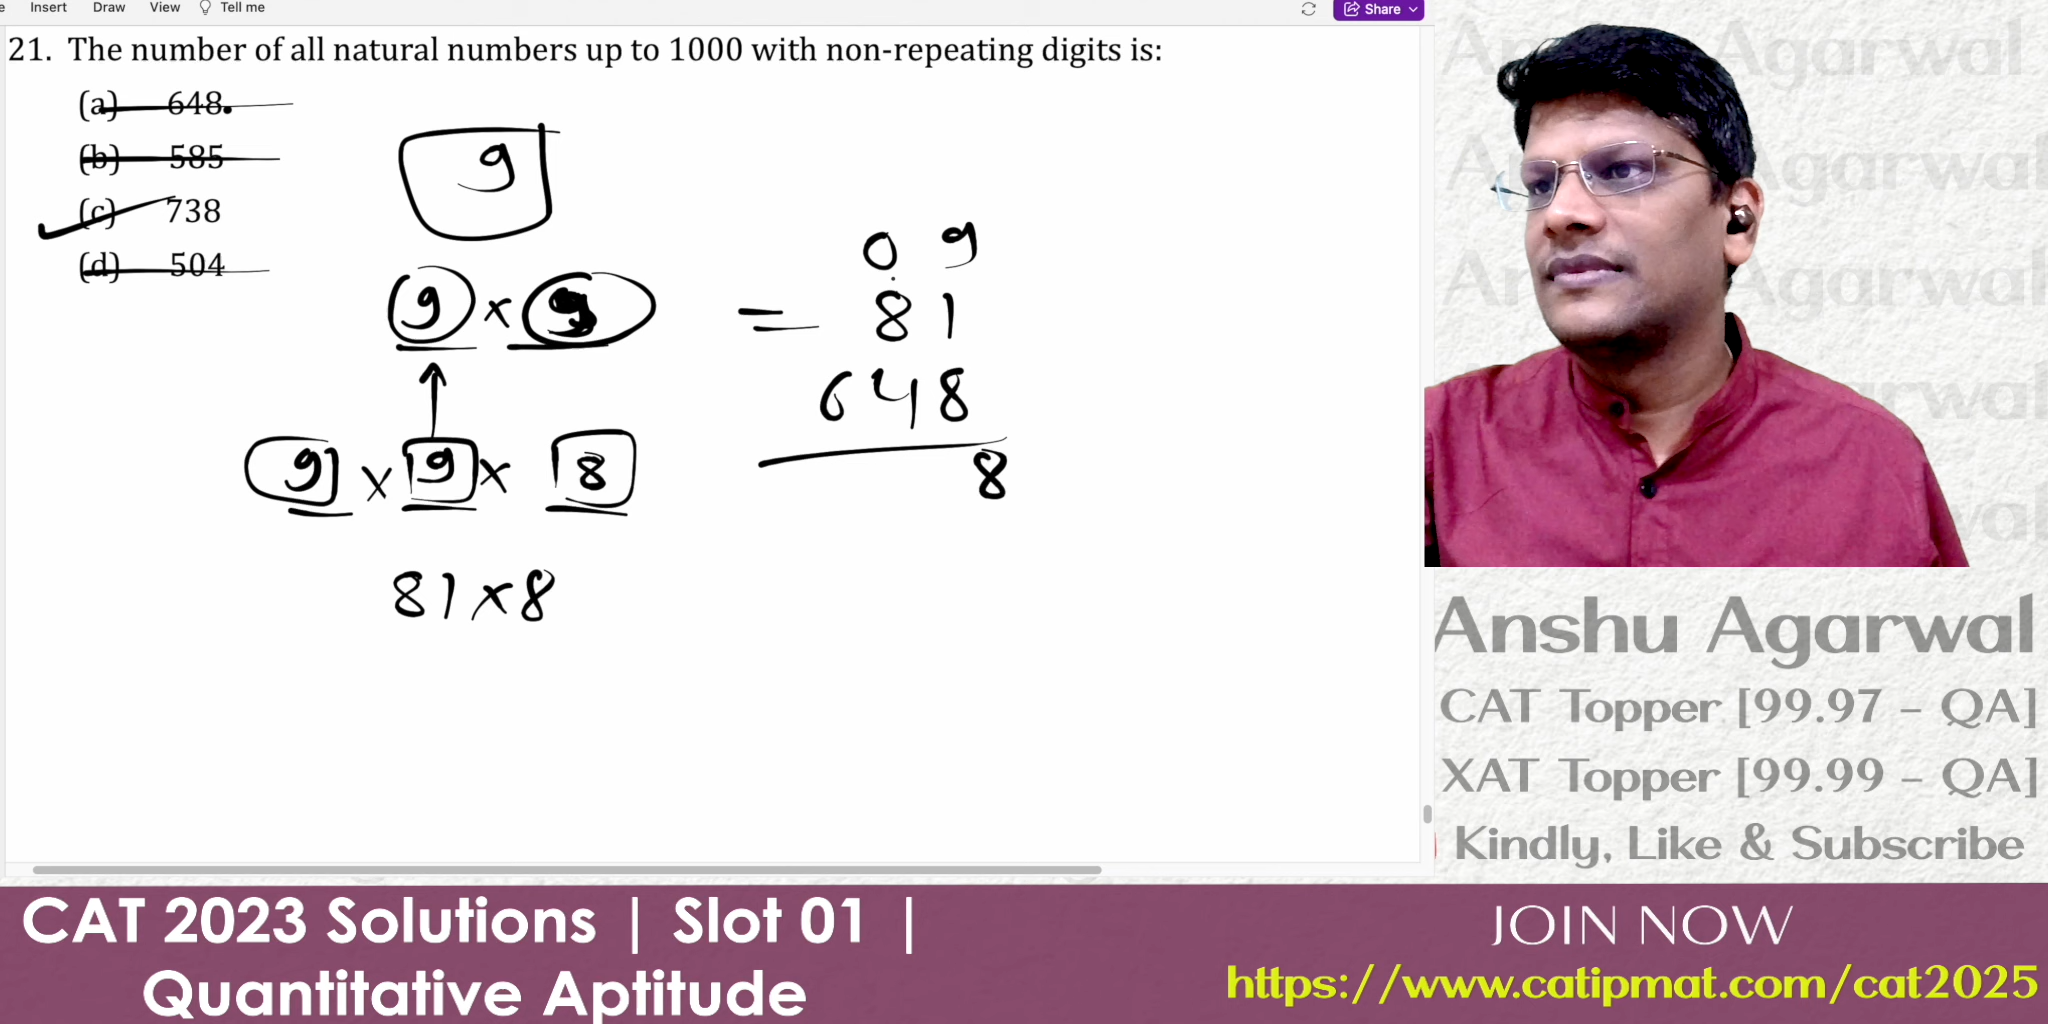 Insert Draw View Tell me Share
21. The number of all natural numbers up to 1000 with non-repeating digits is:
(a) 648
(b) 585
(c) 738
(d) 504
9
9 × 9 = 81
09
648
9 × 9 × 8
8
81 × 8
Anshu Agarwal
CAT Topper [99.97 – QA]
XAT Topper [99.99 – QA]
Kindly, Like & Subscribe
CAT 2023 Solutions | Slot 01 |
Quantitative Aptitude
JOIN NOW
https://www.catipmat.com/cat2025